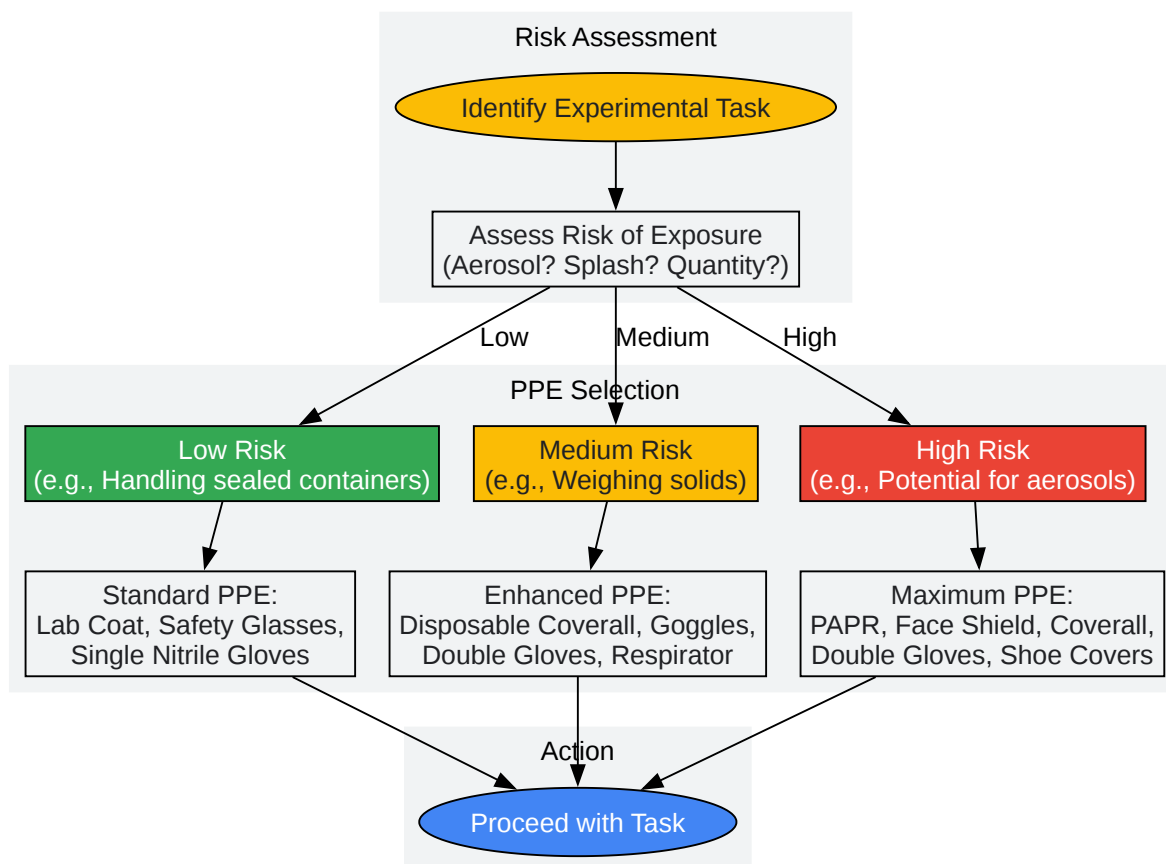 Risk Assessment
Identify Experimental Task
Assess Risk of Exposure
(Aerosol? Splash? Quantity?)
Low
Medium
High
PPE Selection
Low Risk
(e.g., Handling sealed containers)
Medium Risk
(e.g., Weighing solids)
High Risk
(e.g., Potential for aerosols)
Standard PPE:
Lab Coat, Safety Glasses,
Single Nitrile Gloves
Enhanced PPE:
Disposable Coverall, Goggles,
Double Gloves, Respirator
Maximum PPE:
PAPR, Face Shield, Coverall,
Double Gloves, Shoe Covers
Action
Proceed with Task